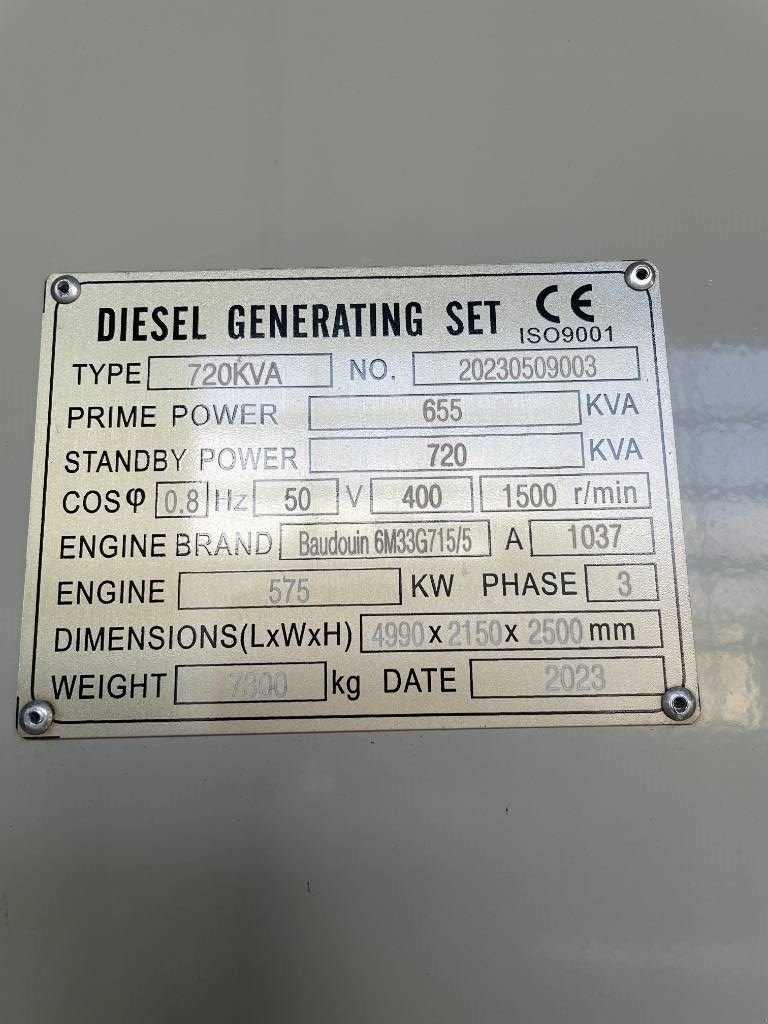 DIESEL GENERATING SET CE
ISO9001
TYPE 720KVA NO. 20230509003
PRIME POWER 655 KVA
STANDBY POWER 720 KVA
COSφ 0.8 Hz 50 V 400 1500 r/min
ENGINE BRAND Baudouin 6M33G715/5 A 1037
ENGINE 575 KW PHASE 3
DIMENSIONS(LxWxH) 4990 x 2150 x 2500 mm
WEIGHT 7300 kg DATE 2023